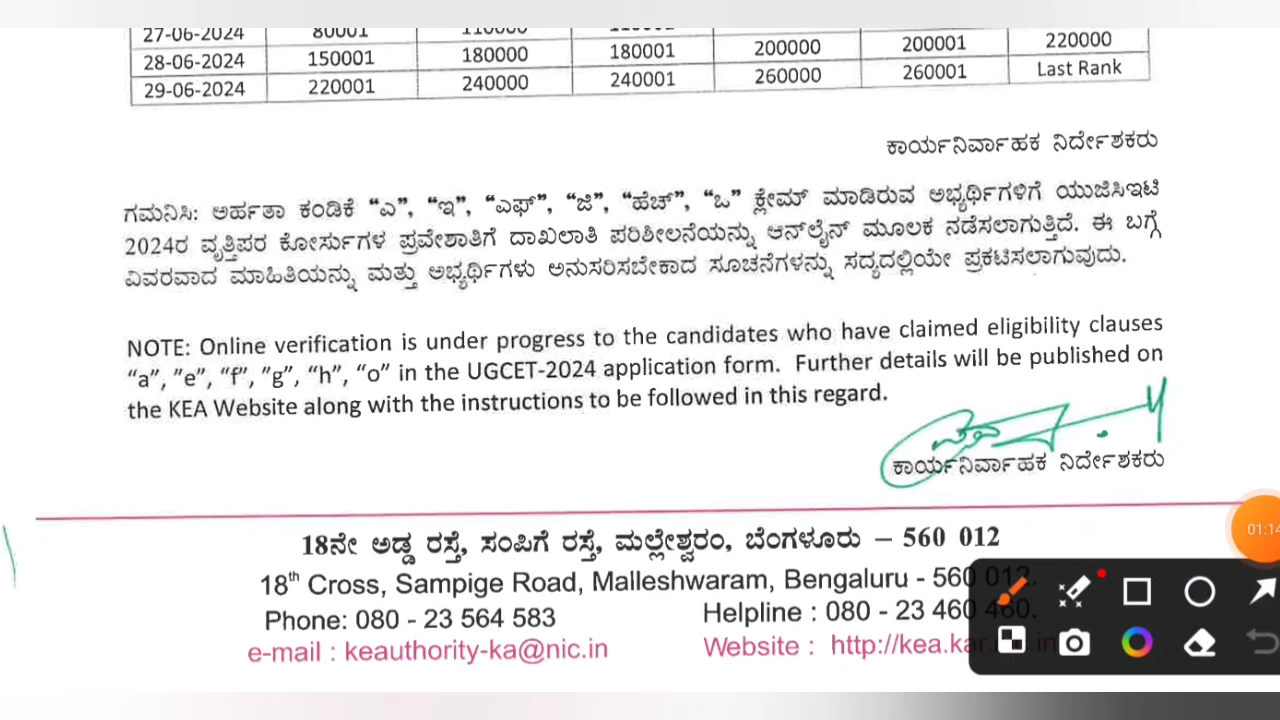 27-06-2024 80001 110000
28-06-2024 150001 180000 180001 200000 200001 220000
29-06-2024 220001 240000 240001 260000 260001 Last Rank
ಕಾರ್ಯನಿರ್ವಾಹಕ ನಿರ್ದೇಶಕರು
ಗಮನಿಸಿ: ಅರ್ಹತಾ ಕಂಡಿಕೆ “ಎ”, “ಇ”, “ಎಫ್”, “ಜಿ”, “ಹೆಚ್”, “ಒ” ಕ್ಲೇಮ್ ಮಾಡಿರುವ ಅಭ್ಯರ್ಥಿಗಳಿಗೆ ಯುಜಿಸಿಇಟಿ
2024ರ ವೃತ್ತಿಪರ ಕೋರ್ಸುಗಳ ಪ್ರವೇಶಾತಿಗೆ ದಾಖಲಾತಿ ಪರಿಶೀಲನೆಯನ್ನು ಆನ್‌ಲೈನ್ ಮೂಲಕ ನಡೆಸಲಾಗುತ್ತಿದೆ. ಈ ಬಗ್ಗೆ
ವಿವರವಾದ ಮಾಹಿತಿಯನ್ನು ಮತ್ತು ಅಭ್ಯರ್ಥಿಗಳು ಅನುಸರಿಸಬೇಕಾದ ಸೂಚನೆಗಳನ್ನು ಸದ್ಯದಲ್ಲಿಯೇ ಪ್ರಕಟಿಸಲಾಗುವುದು.
NOTE: Online verification is under progress to the candidates who have claimed eligibility clauses
“a”, ”e”, “f”, ”g”, “h”, “o” in the UGCET-2024 application form. Further details will be published on
the KEA Website along with the instructions to be followed in this regard.
ಕಾರ್ಯನಿರ್ವಾಹಕ ನಿರ್ದೇಶಕರು
18ನೇ ಅಡ್ಡ ರಸ್ತೆ, ಸಂಪಿಗೆ ರಸ್ತೆ, ಮಲ್ಲೇಶ್ವರಂ, ಬೆಂಗಳೂರು – 560 012
18th Cross, Sampige Road, Malleshwaram, Bengaluru - 560 012.
Phone: 080 - 23 564 583 Helpline : 080 - 23 460 460.
e-mail : keauthority-ka@nic.in Website : http://kea.kar
01:14